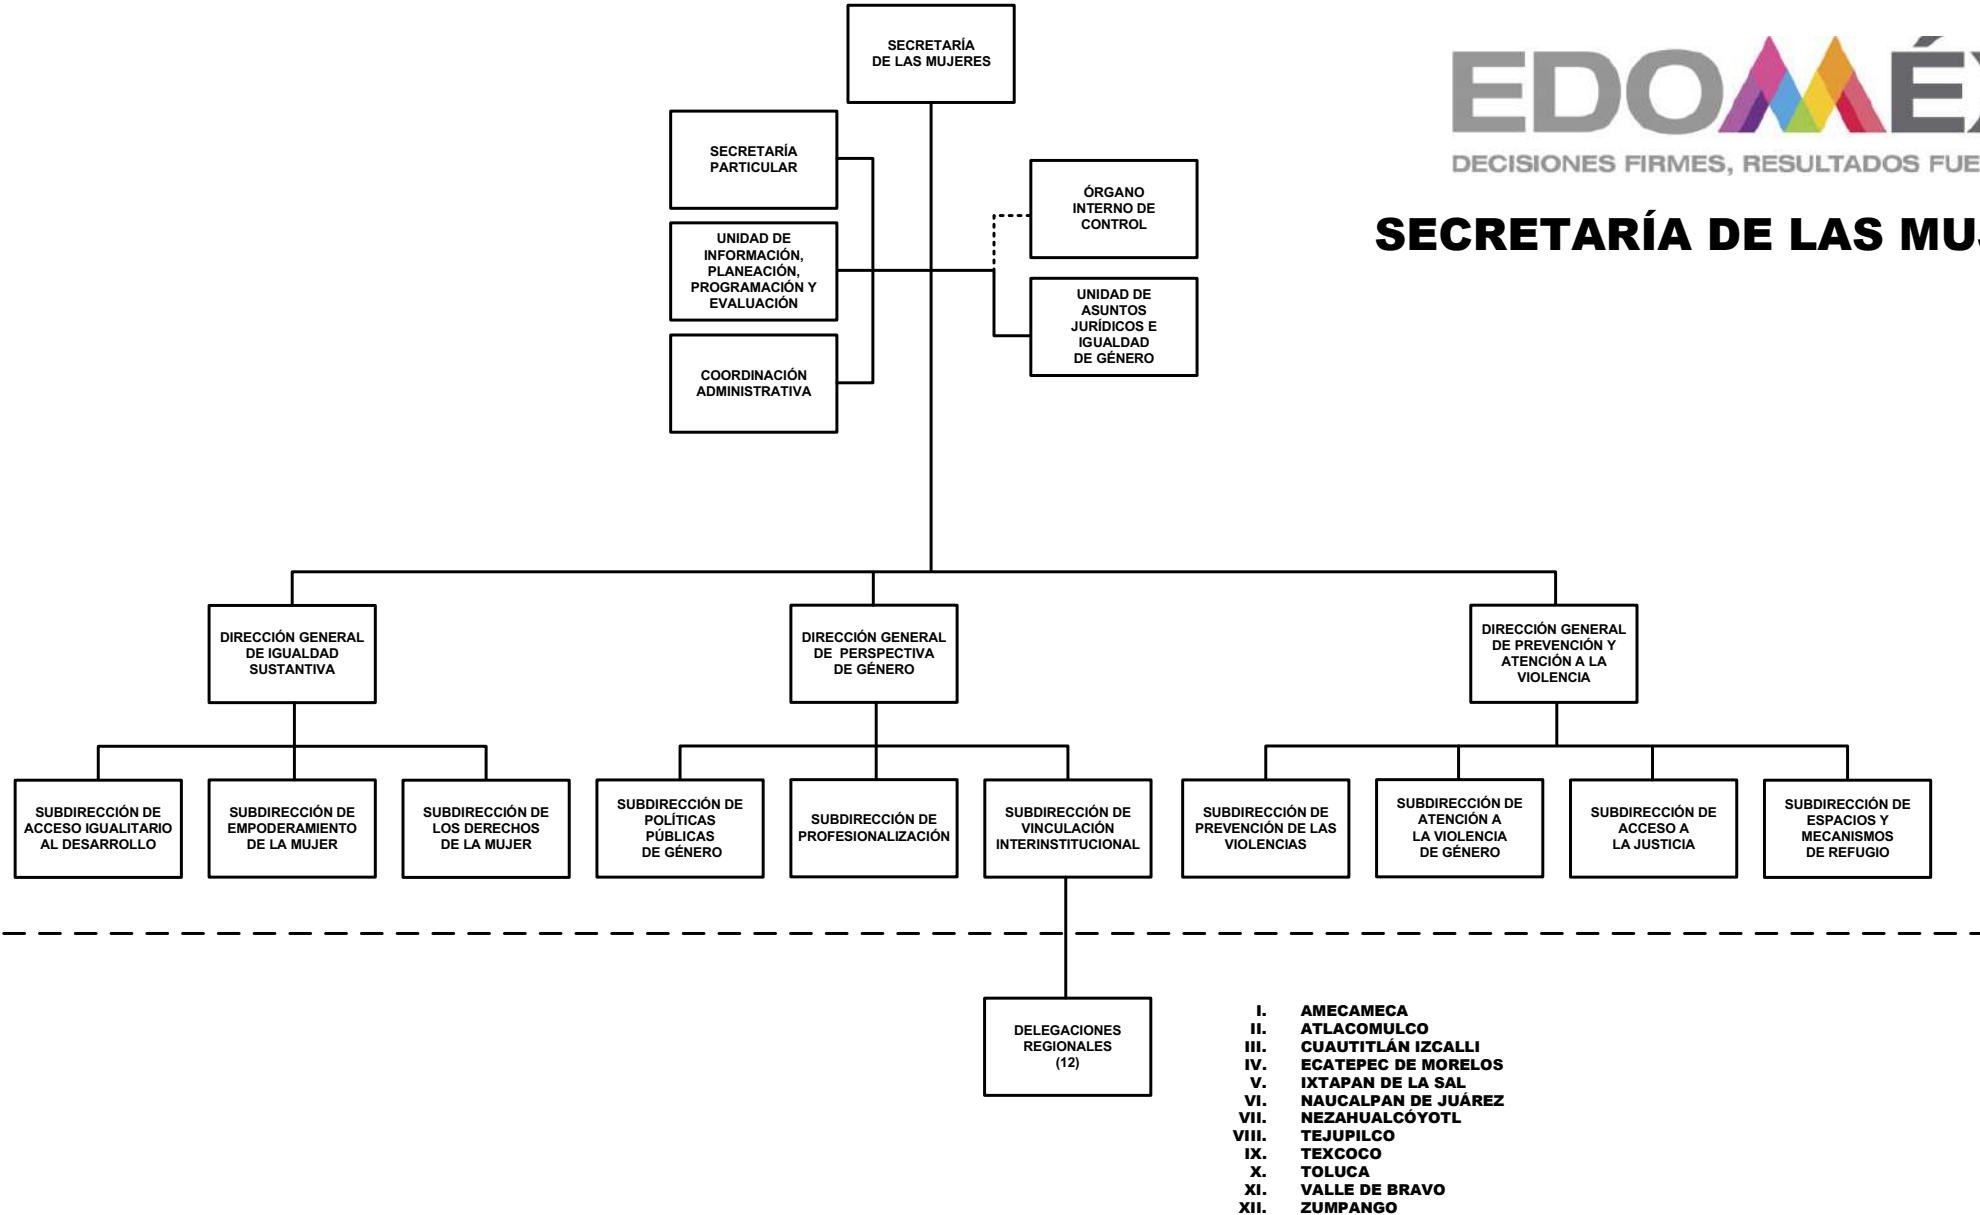 SECRETARÍA
DE LAS MUJERES
EDOMÉX
DECISIONES FIRMES, RESULTADOS
SECRETARÍA DE LAS
SECRETARÍA
PARTICULAR
UNIDAD DE
INFORMACIÓN,
PLANEACIÓN,
PROGRAMACIÓN Y
EVALUACIÓN
COORDINACIÓN
ADMINISTRATIVA
ÓRGANO
INTERNO DE
CONTROL
UNIDAD DE
ASUNTOS
JURÍDICOS E
IGUALDAD
DE GÉNERO
DIRECCIÓN GENERAL
DE IGUALDAD
SUSTANTIVA
DIRECCIÓN GENERAL
DE PERSPECTIVA
DE GÉNERO
DIRECCIÓN GENERAL
DE PREVENCIÓN Y
ATENCIÓN A LA
VIOLENCIA
SUBDIRECCIÓN DE
ACCESO IGUALITARIO
AL DESARROLLO
SUBDIRECCIÓN DE
EMPODERAMIENTO
DE LA MUJER
SUBDIRECCIÓN DE
LOS DERECHOS
DE LA MUJER
SUBDIRECCIÓN DE
POLÍTICAS
PÚBLICAS
DE GÉNERO
SUBDIRECCIÓN DE
PROFESIONALIZACIÓN
SUBDIRECCIÓN DE
VINCULACIÓN
INTERINSTITUCIONAL
SUBDIRECCIÓN DE
PREVENCIÓN DE LAS
VIOLENCIAS
SUBDIRECCIÓN DE
ATENCIÓN A
LA VIOLENCIA
DE GÉNERO
SUBDIRECCIÓN DE
ACCESO A
LA JUSTICIA
SUBDIRECCIÓN DE
ESPACIOS Y
MECANISMOS
DE REFUGIO
DELEGACIONES
REGIONALES
(12)
I. AMECAMECA
II. ATLACOMULCO
III. CUAUTITLÁN IZCALLI
IV. ECATEPEC DE MORELOS
V. IXTAPAN DE LA SAL
VI. NAUCALPAN DE JUÁREZ
VII. NEZAHUALCÓYOTL
VIII. TEJUPILCO
IX. TEXCOCO
X. TOLUCA
XI. VALLE DE BRAVO
XII. ZUMPANGO